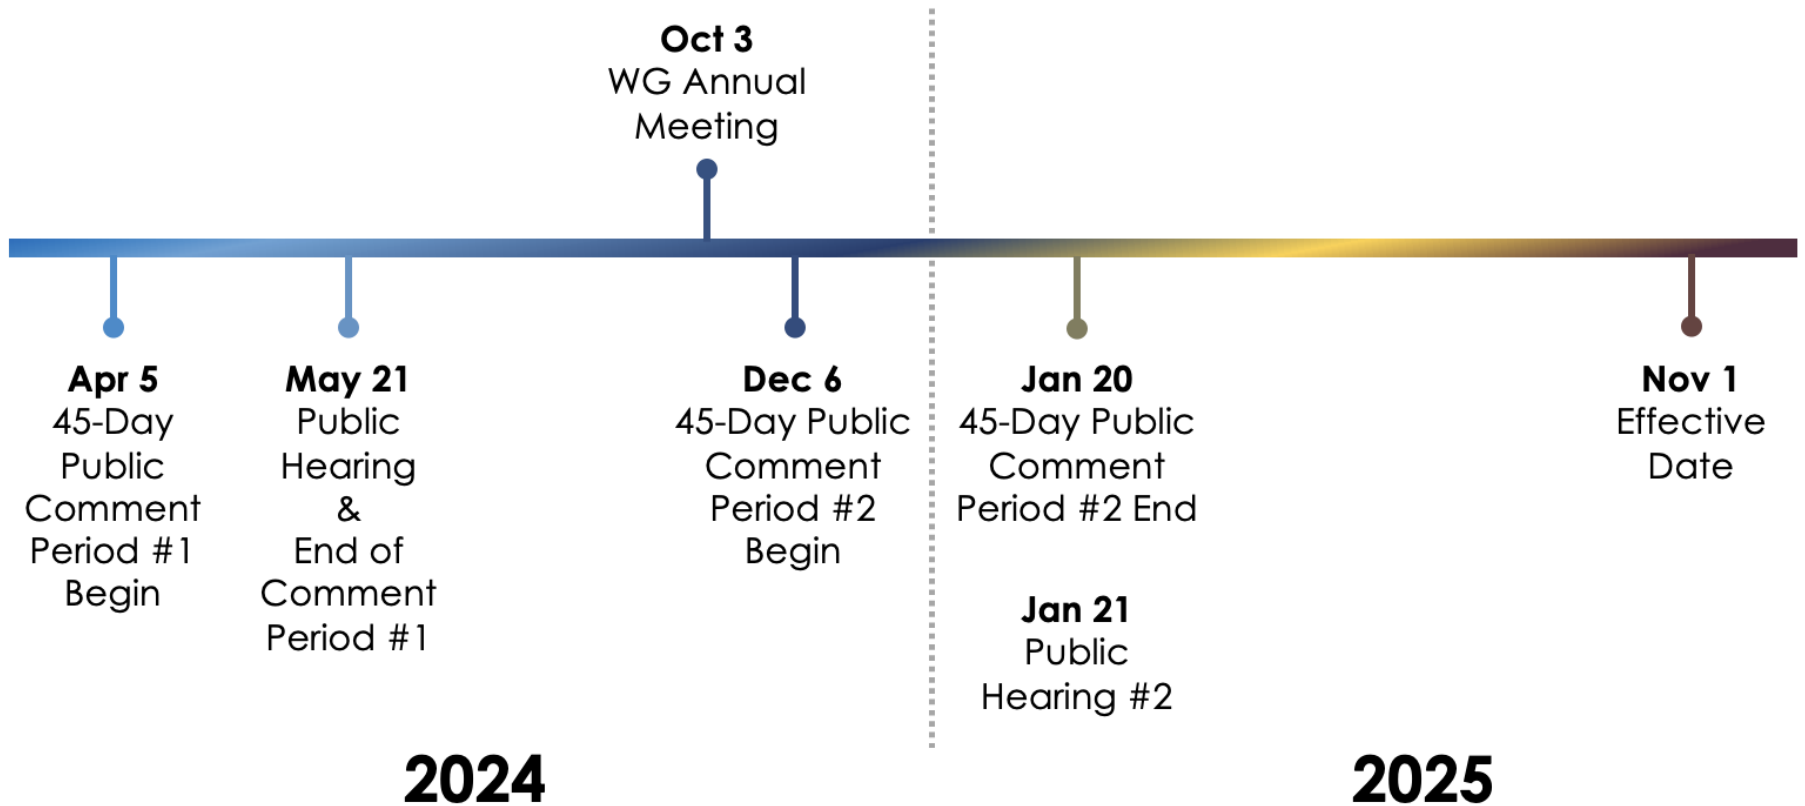 Oct 3
WG Annual
Meeting
Apr 5
45-Day
Public
Comment
Period #1
Begin
May 21
Public
Hearing
&
End of
Comment
Period #1
Dec 6
45-Day Public
Comment
Period #2
Begin
Jan 20
45-Day Public
Comment
Period #2 End
Jan 21
Public
Hearing #2
Nov 1
Effective
Date
2024
2025